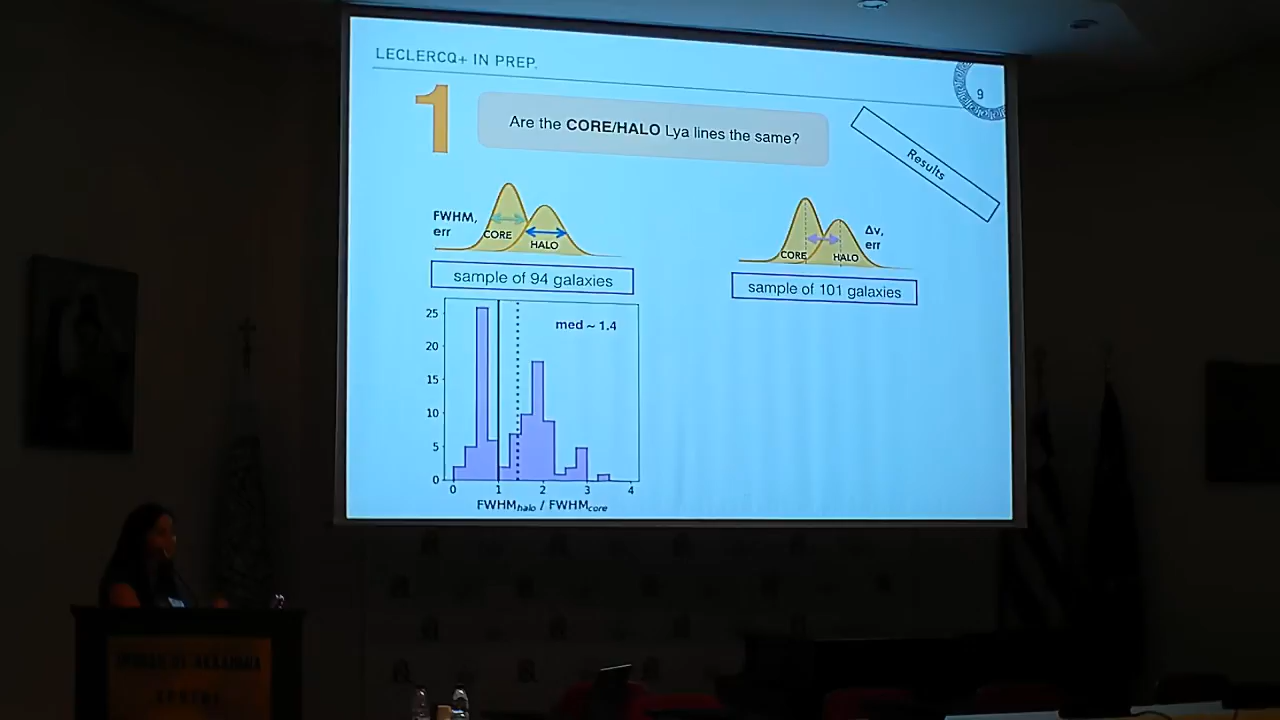 LECLERCQ+ IN PREP.
9
1
Are the CORE/HALO Lya lines the same?
Results
FWHM,
err
CORE
HALO
sample of 94 galaxies
CORE
HALO
Δv,
err
sample of 101 galaxies
med ~ 1.4
25
20
15
10
5
0
0 1 2 3 4
FWHMhalo / FWHMcore